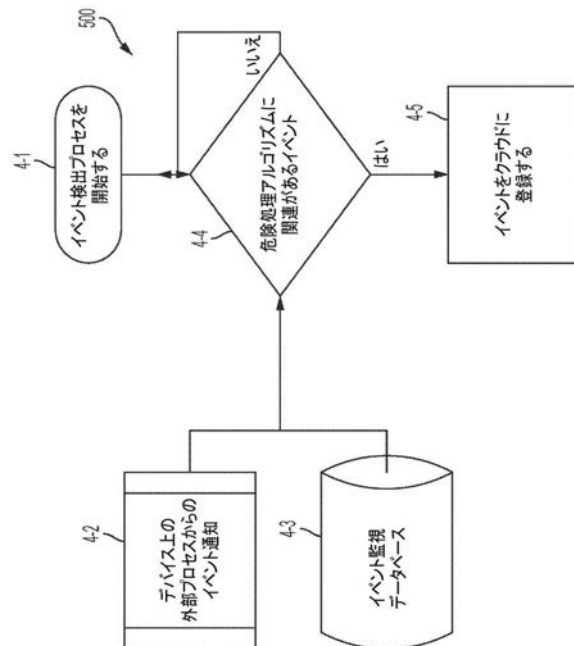 500
4-1
イベント検出プロセスを
開始する
4-2
デバイス上の
外部プロセスからの
イベント通知
4-3
イベント監視
データベース
4-4
危険処理アルゴリズムに
関連があるイベント
いいえ
はい
4-5
イベントをクラウドに
登録する